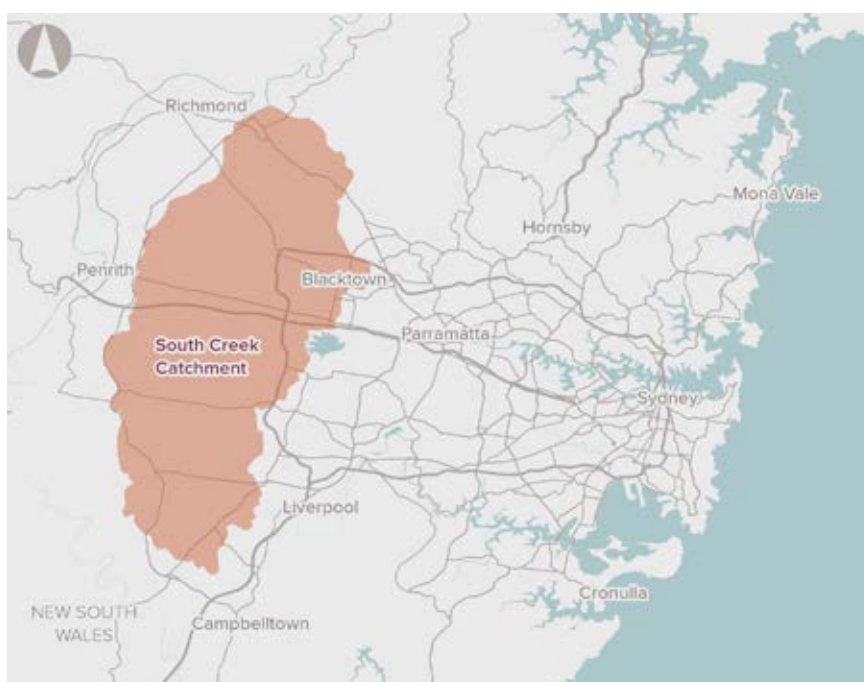 Richmond
Mona Vale
Hornsby
Penrith
Blacktown
Parramatta
South Creek
Catchment
Sydney
Liverpool
Cronulla
NEW SOUTH
WALES
Campbelltown